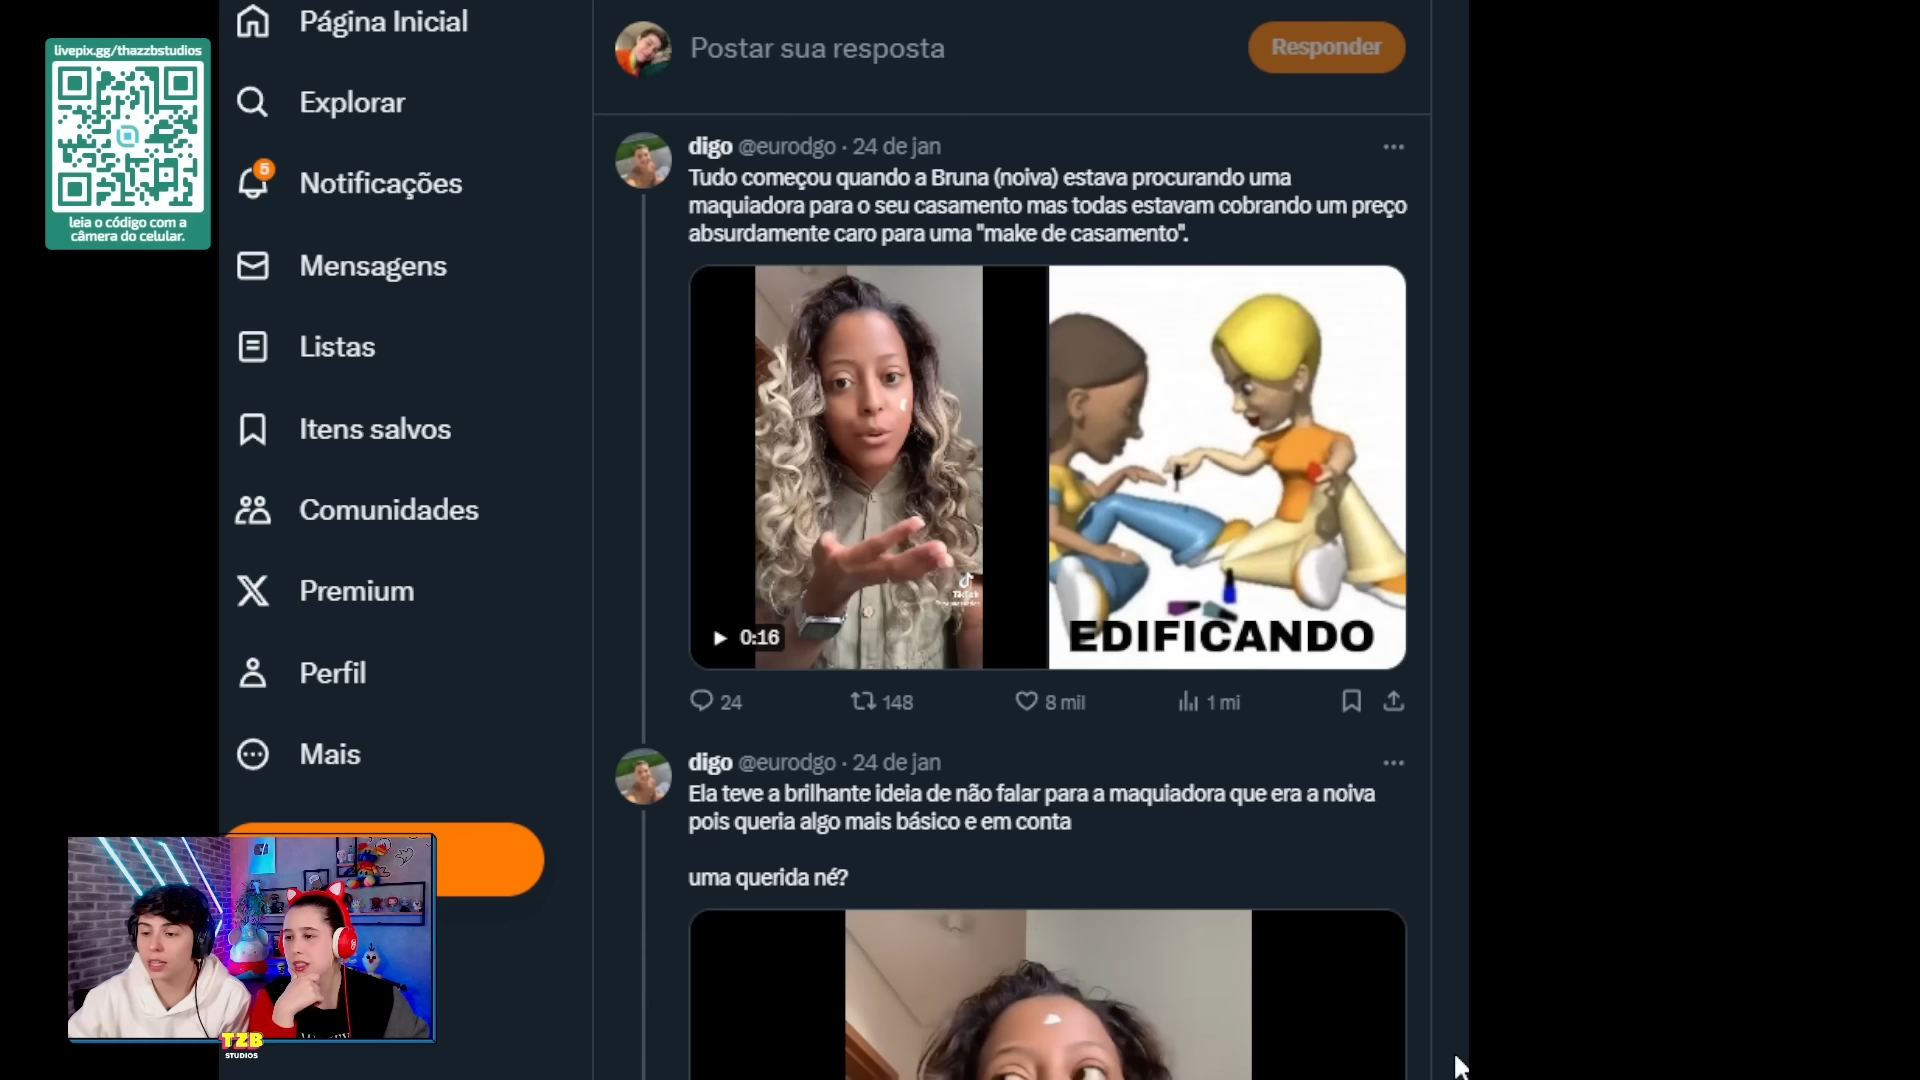 livepix.gg/thazzbstudios
leia o código com a
câmera do celular.
Página Inicial
Explorar
5
Notificações
Mensagens
Listas
Itens salvos
Comunidades
Premium
Perfil
Mais
Postar sua resposta
Responder
digo @eurodgo · 24 de jan
Tudo começou quando a Bruna (noiva) estava procurando uma
maquiadora para o seu casamento mas todas estavam cobrando um preço
absurdamente caro para uma "make de casamento".
TikTok
0:16
EDIFICANDO
24 148 8 mil 1 mi
digo @eurodgo · 24 de jan
Ela teve a brilhante ideia de não falar para a maquiadora que era a noiva
pois queria algo mais básico e em conta
uma querida né?
TZB
STUDIOS